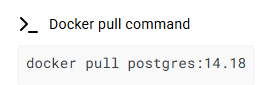 Docker pull command
docker pull postgres:14.18